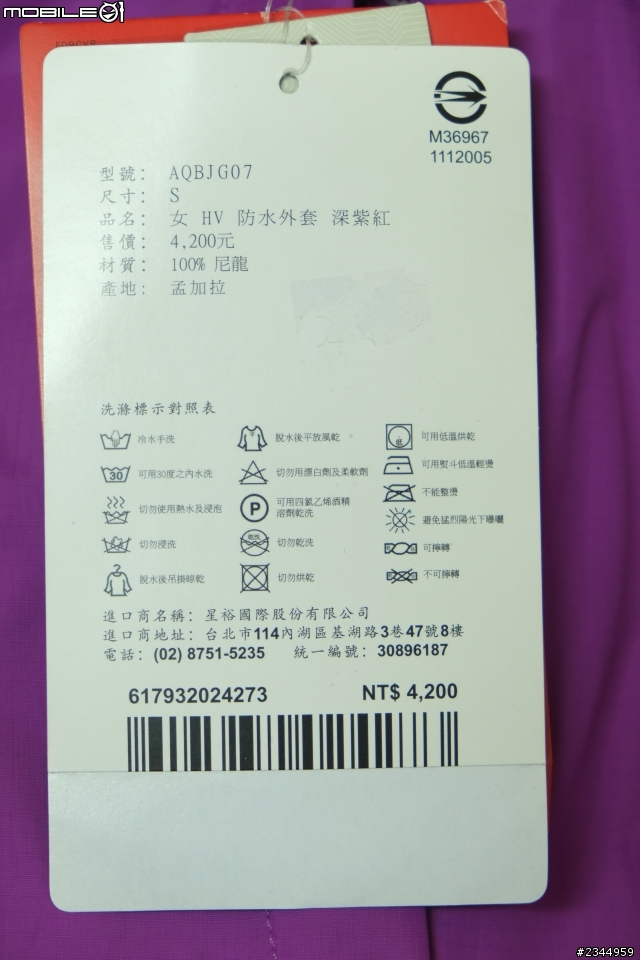 MOBILE01
M36967
1112005
型號： AQBJG07
尺寸： S
品名： 女 HV 防水外套 深紫紅
售價： 4,200元
材質： 100% 尼龍
產地： 孟加拉
洗滌標示對照表
冷水手洗
脫水後平放風乾
可用低溫烘乾
30 可用30度之內水洗
切勿用漂白劑及柔軟劑
可用熨斗低溫輕燙
切勿使用熱水及浸泡
P 可用四氯乙烯酒精
溶劑乾洗
不能整燙
切勿浸洗
切勿乾洗
避免猛烈陽光下曝曬
可擰轉
脫水後吊掛晾乾
切勿烘乾
不可擰轉
進口商名稱： 星裕國際股份有限公司
進口商地址： 台北市114內湖區基湖路3巷47號8樓
電話： (02) 8751-5235 統一編號： 30896187
617932024273 NT$ 4,200
#2344959